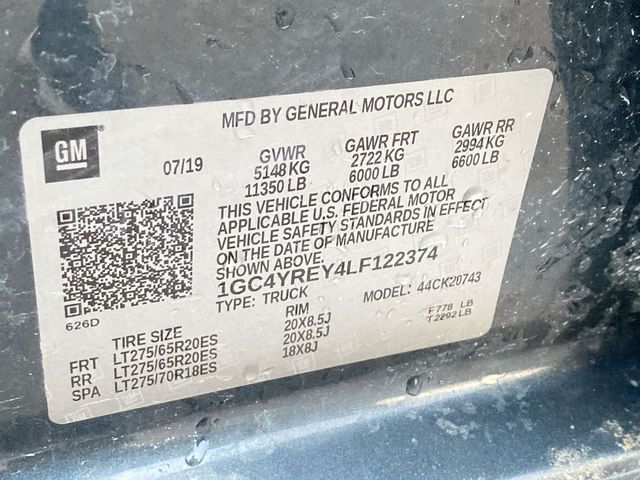 MFD BY GENERAL MOTORS LLC
GM
07/19
GVWR GAWR FRT GAWR RR
5148 KG 2722 KG 2994 KG
11350 LB 6000 LB 6600 LB
THIS VEHICLE CONFORMS TO ALL
APPLICABLE U.S. FEDERAL MOTOR
VEHICLE SAFETY STANDARDS IN EFFECT
ON THE DATE OF MANUFACTURE
SHOWN ABOVE.
1GC4YREY4LF122374
TYPE: TRUCK MODEL: 44CK20743
626D
TIRE SIZE RIM F778 LB
FRT LT275/65R20ES 20X8.5J T2292 LB
RR LT275/65R20ES 20X8.5J
SPA LT275/70R18ES 18X8J